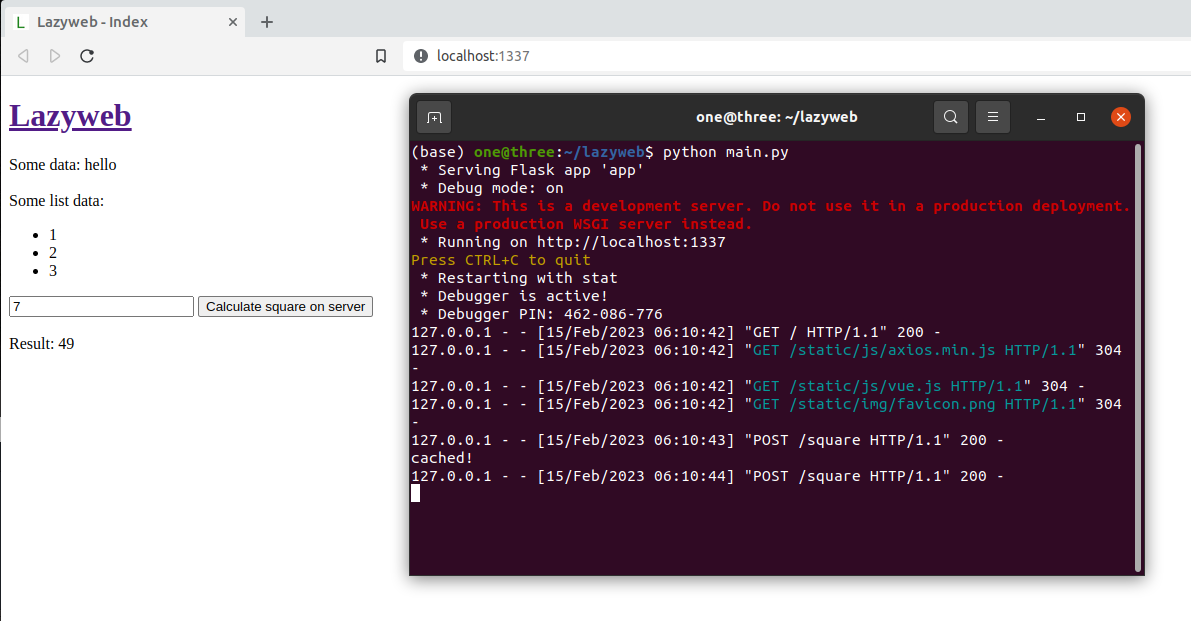 L Lazyweb - Index
localhost:1337
Lazyweb
Some data: hello
Some list data:
1
2
3
7 Calculate square on server
Result: 49
one@three: ~/lazyweb
(base) one@three:~/lazyweb$ python main.py
* Serving Flask app 'app'
* Debug mode: on
WARNING: This is a development server. Do not use it in a production deployment.
Use a production WSGI server instead.
* Running on http://localhost:1337
Press CTRL+C to quit
* Restarting with stat
* Debugger is active!
* Debugger PIN: 462-086-776
127.0.0.1 - - [15/Feb/2023 06:10:42] "GET / HTTP/1.1" 200 -
127.0.0.1 - - [15/Feb/2023 06:10:42] "GET /static/js/axios.min.js HTTP/1.1" 304
-
127.0.0.1 - - [15/Feb/2023 06:10:42] "GET /static/js/vue.js HTTP/1.1" 304 -
127.0.0.1 - - [15/Feb/2023 06:10:42] "GET /static/img/favicon.png HTTP/1.1" 304
-
127.0.0.1 - - [15/Feb/2023 06:10:43] "POST /square HTTP/1.1" 200 -
cached!
127.0.0.1 - - [15/Feb/2023 06:10:44] "POST /square HTTP/1.1" 200 -